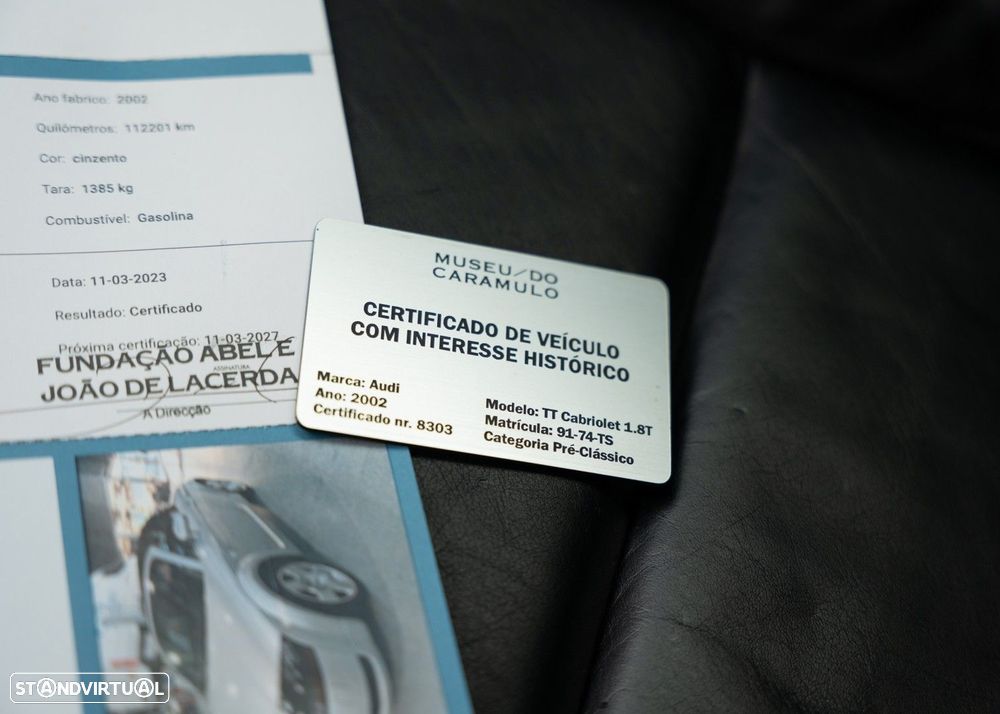 Ano fabrico: 2002
Quilómetros: 112201 km
Cor: cinzento
Tara: 1385 kg
Combustível: Gasolina
Data: 11-03-2023
Resultado: Certificado
Próxima certificação: 11-03-2027
FUNDAÇÃO ABEL E
ASSINATURA
JOÃO DE LACERDA
A Direcção
MUSEU/DO
CARAMULO
CERTIFICADO DE VEÍCULO
COM INTERESSE HISTÓRICO
Marca: Audi
Ano: 2002
Certificado nr. 8303
Modelo: TT Cabriolet 1.8T
Matrícula: 91-74-TS
Categoria Pré-Clássico
STANDVIRTUAL